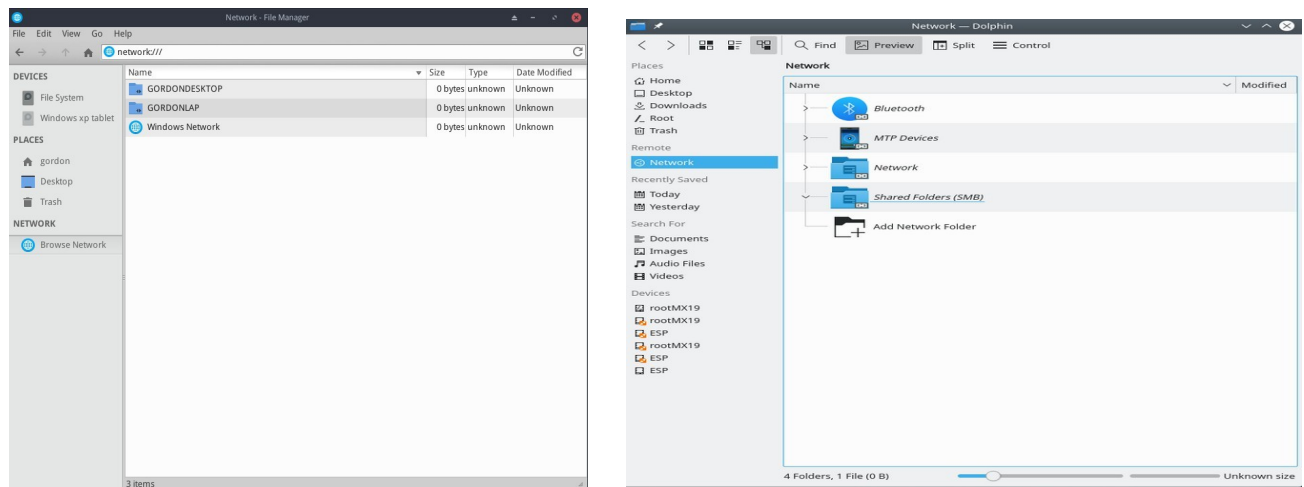 Network - File Manager
File Edit View Go Help
network:///
DEVICES
File System
Windows xp tablet
PLACES
gordon
Desktop
Trash
NETWORK
Browse Network
Name Size Type Date Modified
GORDONDESKTOP 0 bytes unknown Unknown
GORDONLAP 0 bytes unknown Unknown
Windows Network 0 bytes unknown Unknown
3 items
Network — Dolphin
Find Preview Split Control
Places
Home
Desktop
Downloads
Root
Trash
Remote
Network
Recently Saved
Today
Yesterday
Search For
Documents
Images
Audio Files
Videos
Devices
rootMX19
rootMX19
ESP
rootMX19
ESP
ESP
Network
Name Modified
Bluetooth
MTP Devices
Network
Shared Folders (SMB)
Add Network Folder
4 Folders, 1 File (0 B) Unknown size